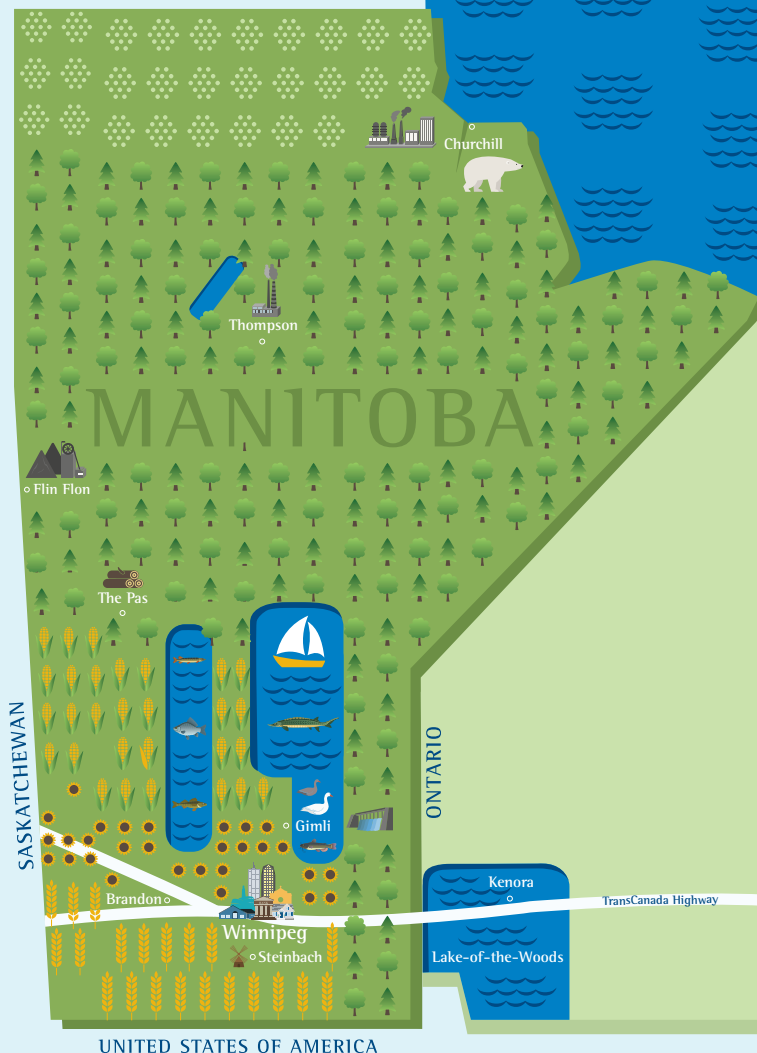 Churchill
Thompson
MANITOBA
Flin Flon
The Pas
SASKATCHEWAN
ONTARIO
Gimli
Kenora
Brandon
TransCanada Highway
Winnipeg
Steinbach
Lake-of-the-Woods
UNITED STATES OF AMERICA